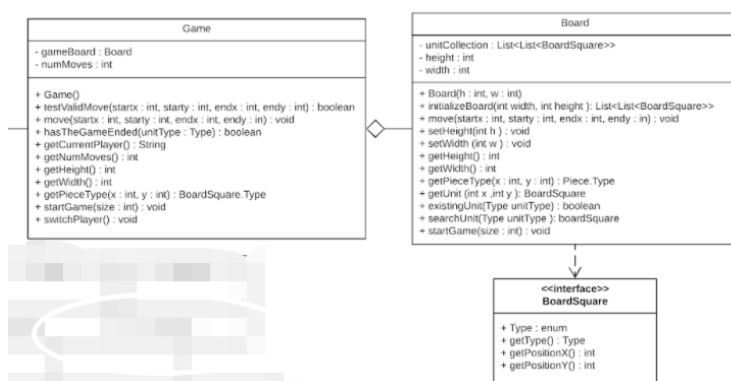 Game
- gameBoard : Board
- numMoves : int
+ Game()
+ testValidMove(startx : int, starty : int, endx : int, endy : int) : boolean
+ move(startx : int, starty : int, endx : int, endy : int) : void
+ hasTheGameEnded(unitType : Type) : boolean
+ getCurrentPlayer() : String
+ getNumMoves() : int
+ getHeight() : int
+ getWidth() : int
+ getPieceType(x : int, y : int) : BoardSquare.Type
+ startGame(size : int) : void
+ switchPlayer() : void
Board
- unitCollection : List<List<BoardSquare>>
- height : int
- width : int
+ Board(h : int, w : int)
+ initializeBoard(int width, int height ): List<List<BoardSquare>>
+ move(startx : int, starty : int, endx : int, endy : in) : void
+ setHeight(int h ) : void
+ setWidth (int w ) : void
+ getHeight() : int
+ getWidth() : int
+ getPieceType(x : int, y : int) : Piece.Type
+ getUnit (int x ,int y ): BoardSquare
+ existingUnit(Type unitType) : boolean
+ searchUnit(Type unitType ): boardSquare
+ startGame(size : int) : void
<<interface>>
BoardSquare
+ Type : enum
+ getType() : Type
+ getPositionX() : int
+ getPositionY() : int